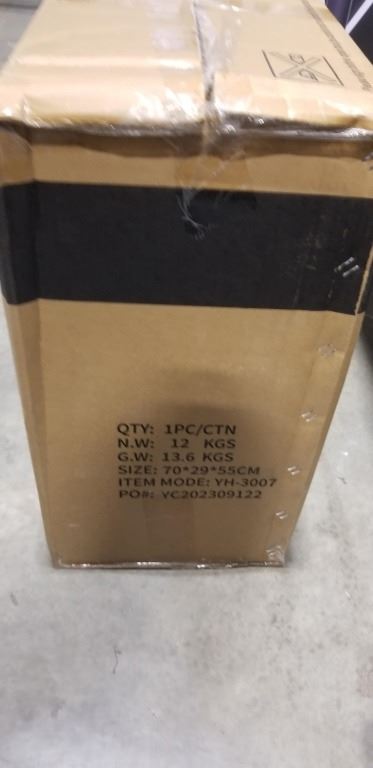 QTY: 1PC/CTN
N.W: 12 KGS
G.W: 13.6 KGS
SIZE: 70*29*55CM
ITEM MODE: YH-3007
PO#: YC202309122